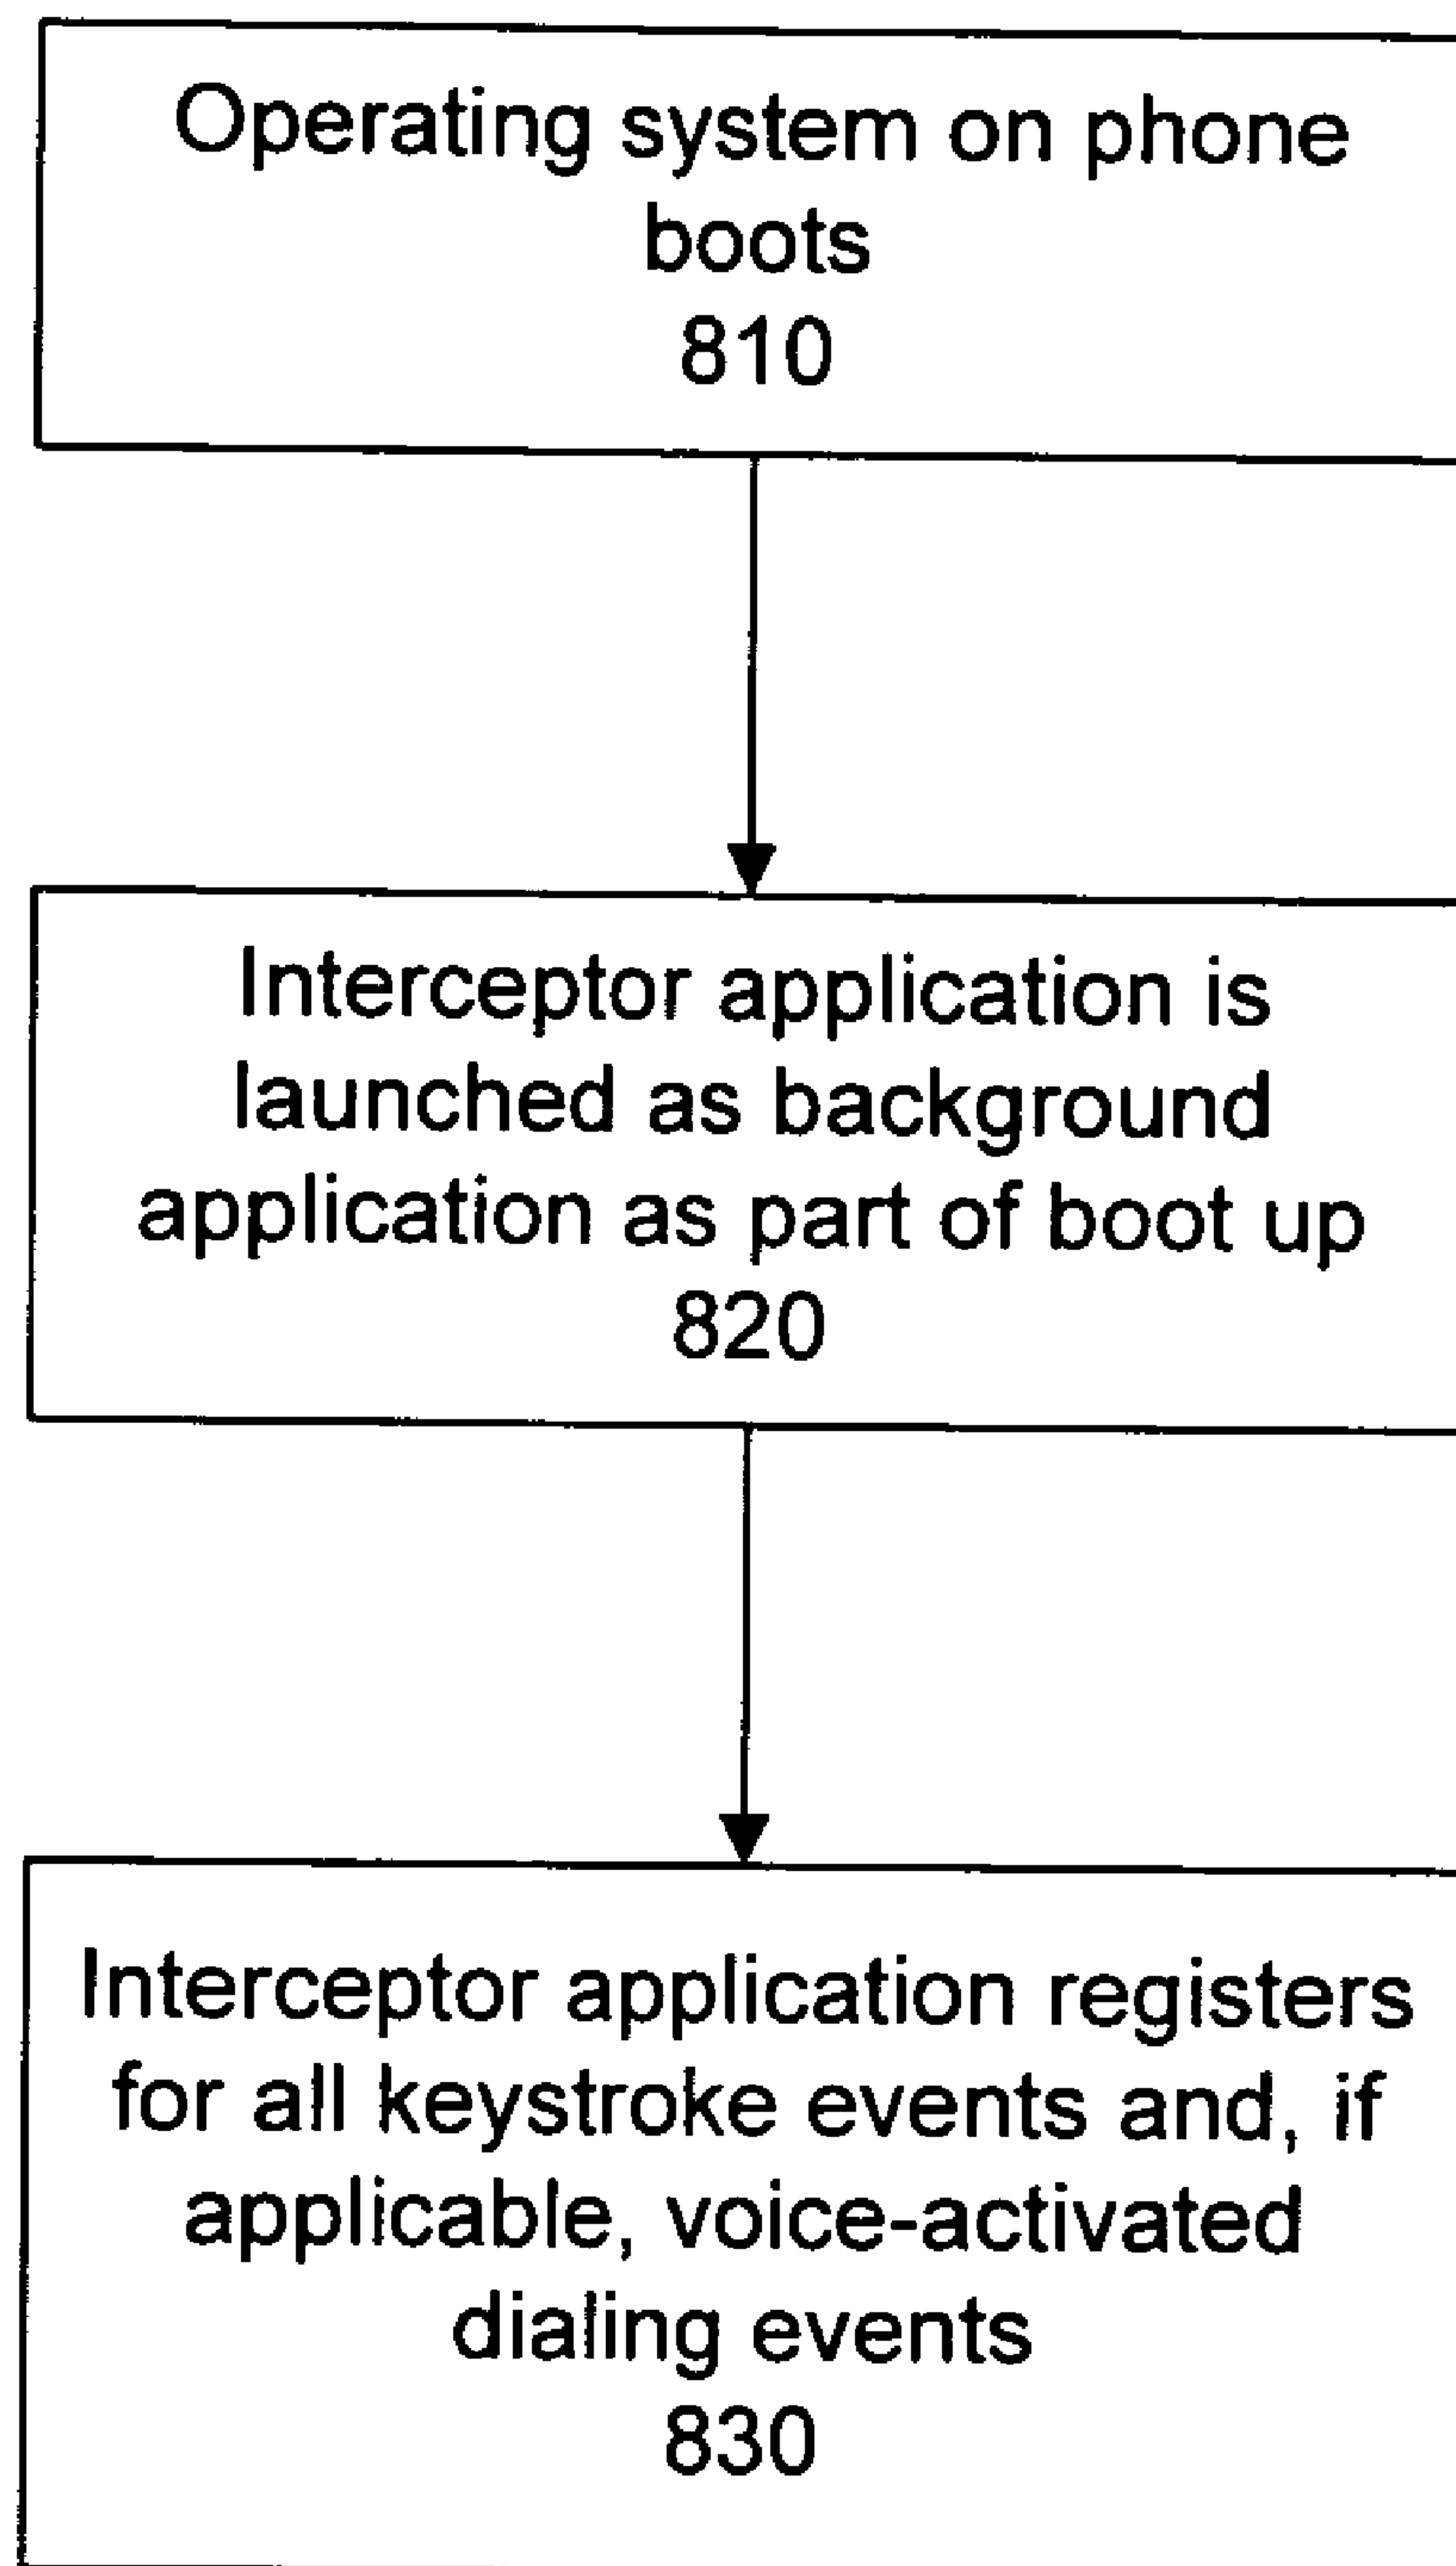 Operating system on phone
boots
810
Interceptor application is
launched as background
application as part of boot up
820
Interceptor application registers
for all keystroke events and, if
applicable, voice-activated
dialing events
830